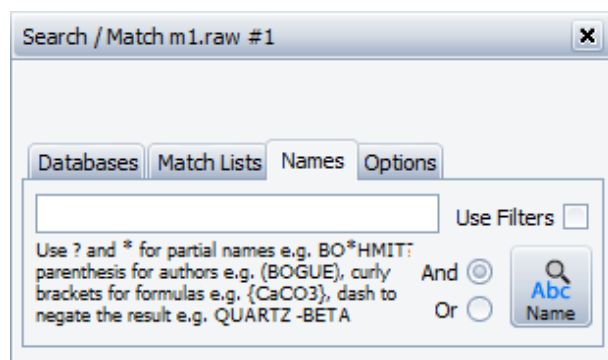 Search / Match m1.raw #1
Databases Match Lists Names Options
Use Filters
Use ? and * for partial names e.g. BO*HMIT?
parenthesis for authors e.g. (BOGUE), curly
brackets for formulas e.g. {CaCO3}, dash to
negate the result e.g. QUARTZ -BETA
And
Or
Abc
Name